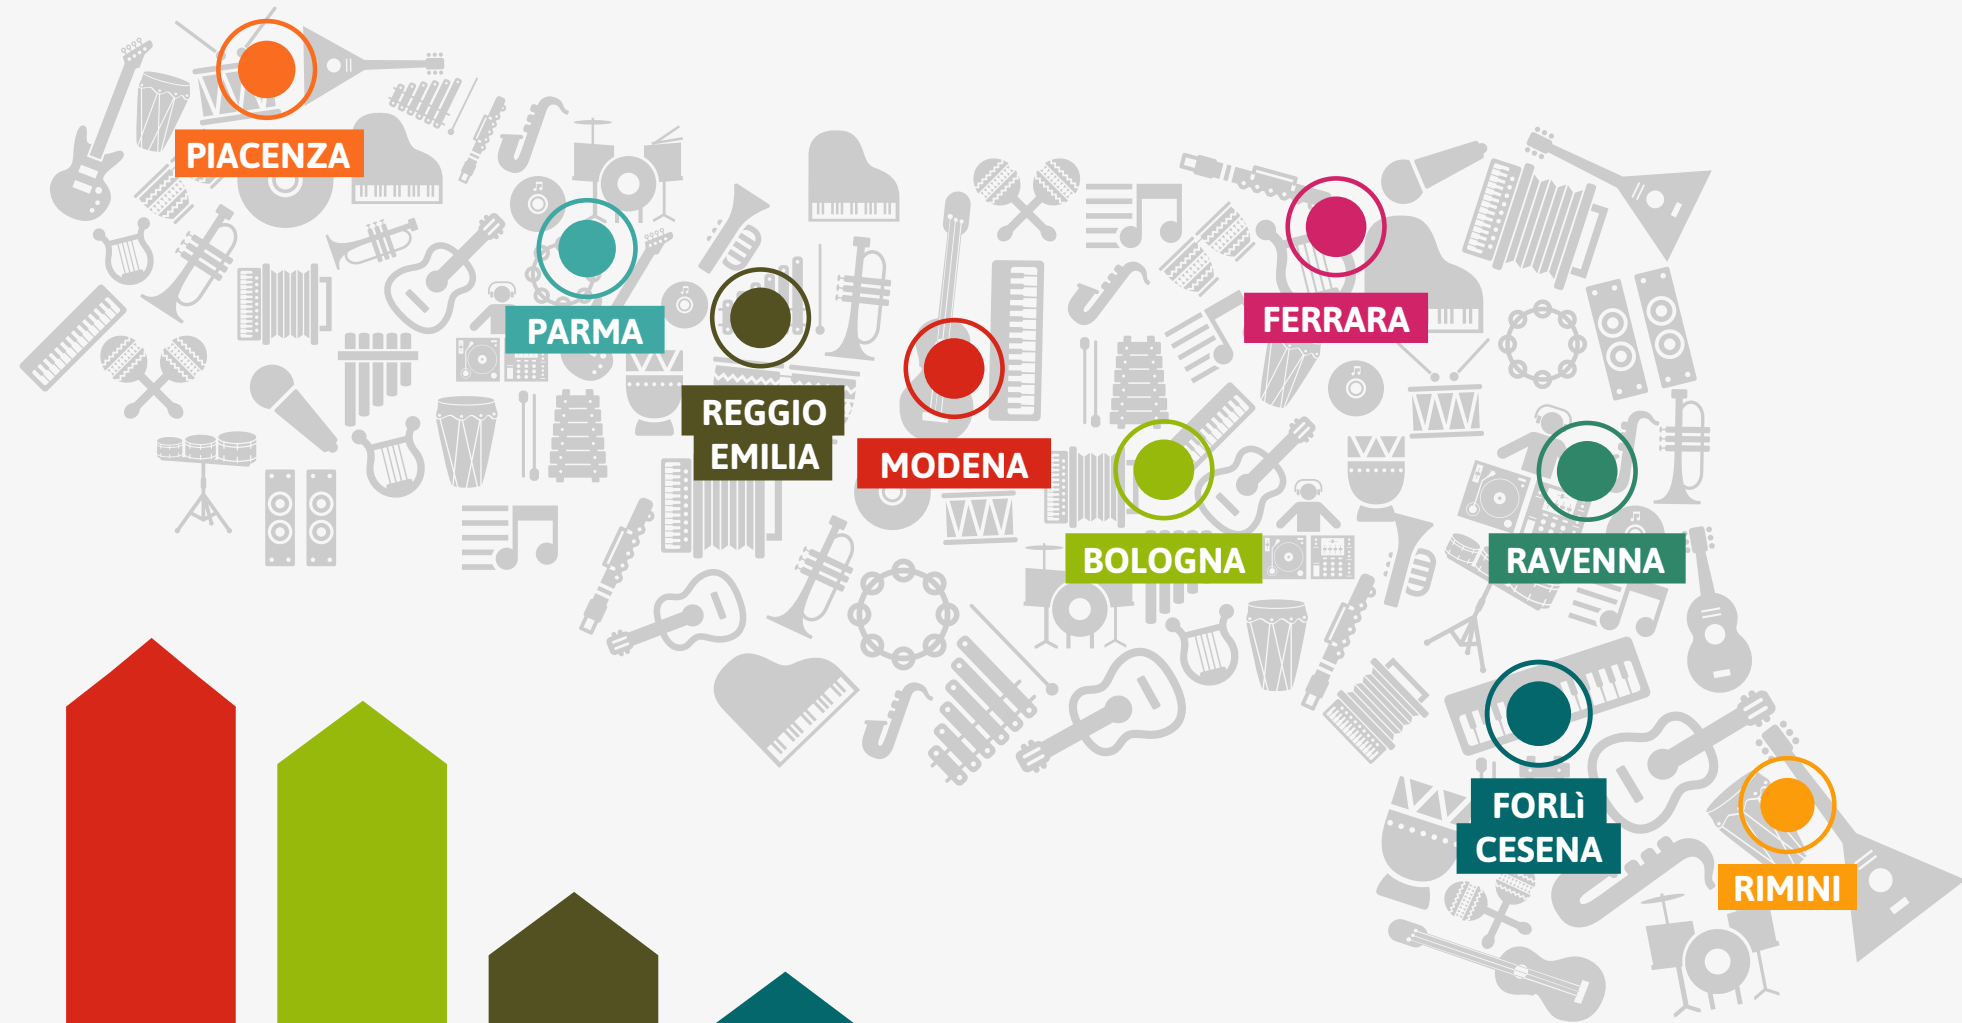 PIACENZA
PARMA
FERRARA
REGGIO
EMILIA
MODENA
BOLOGNA
RAVENNA
FORLì
CESENA
RIMINI